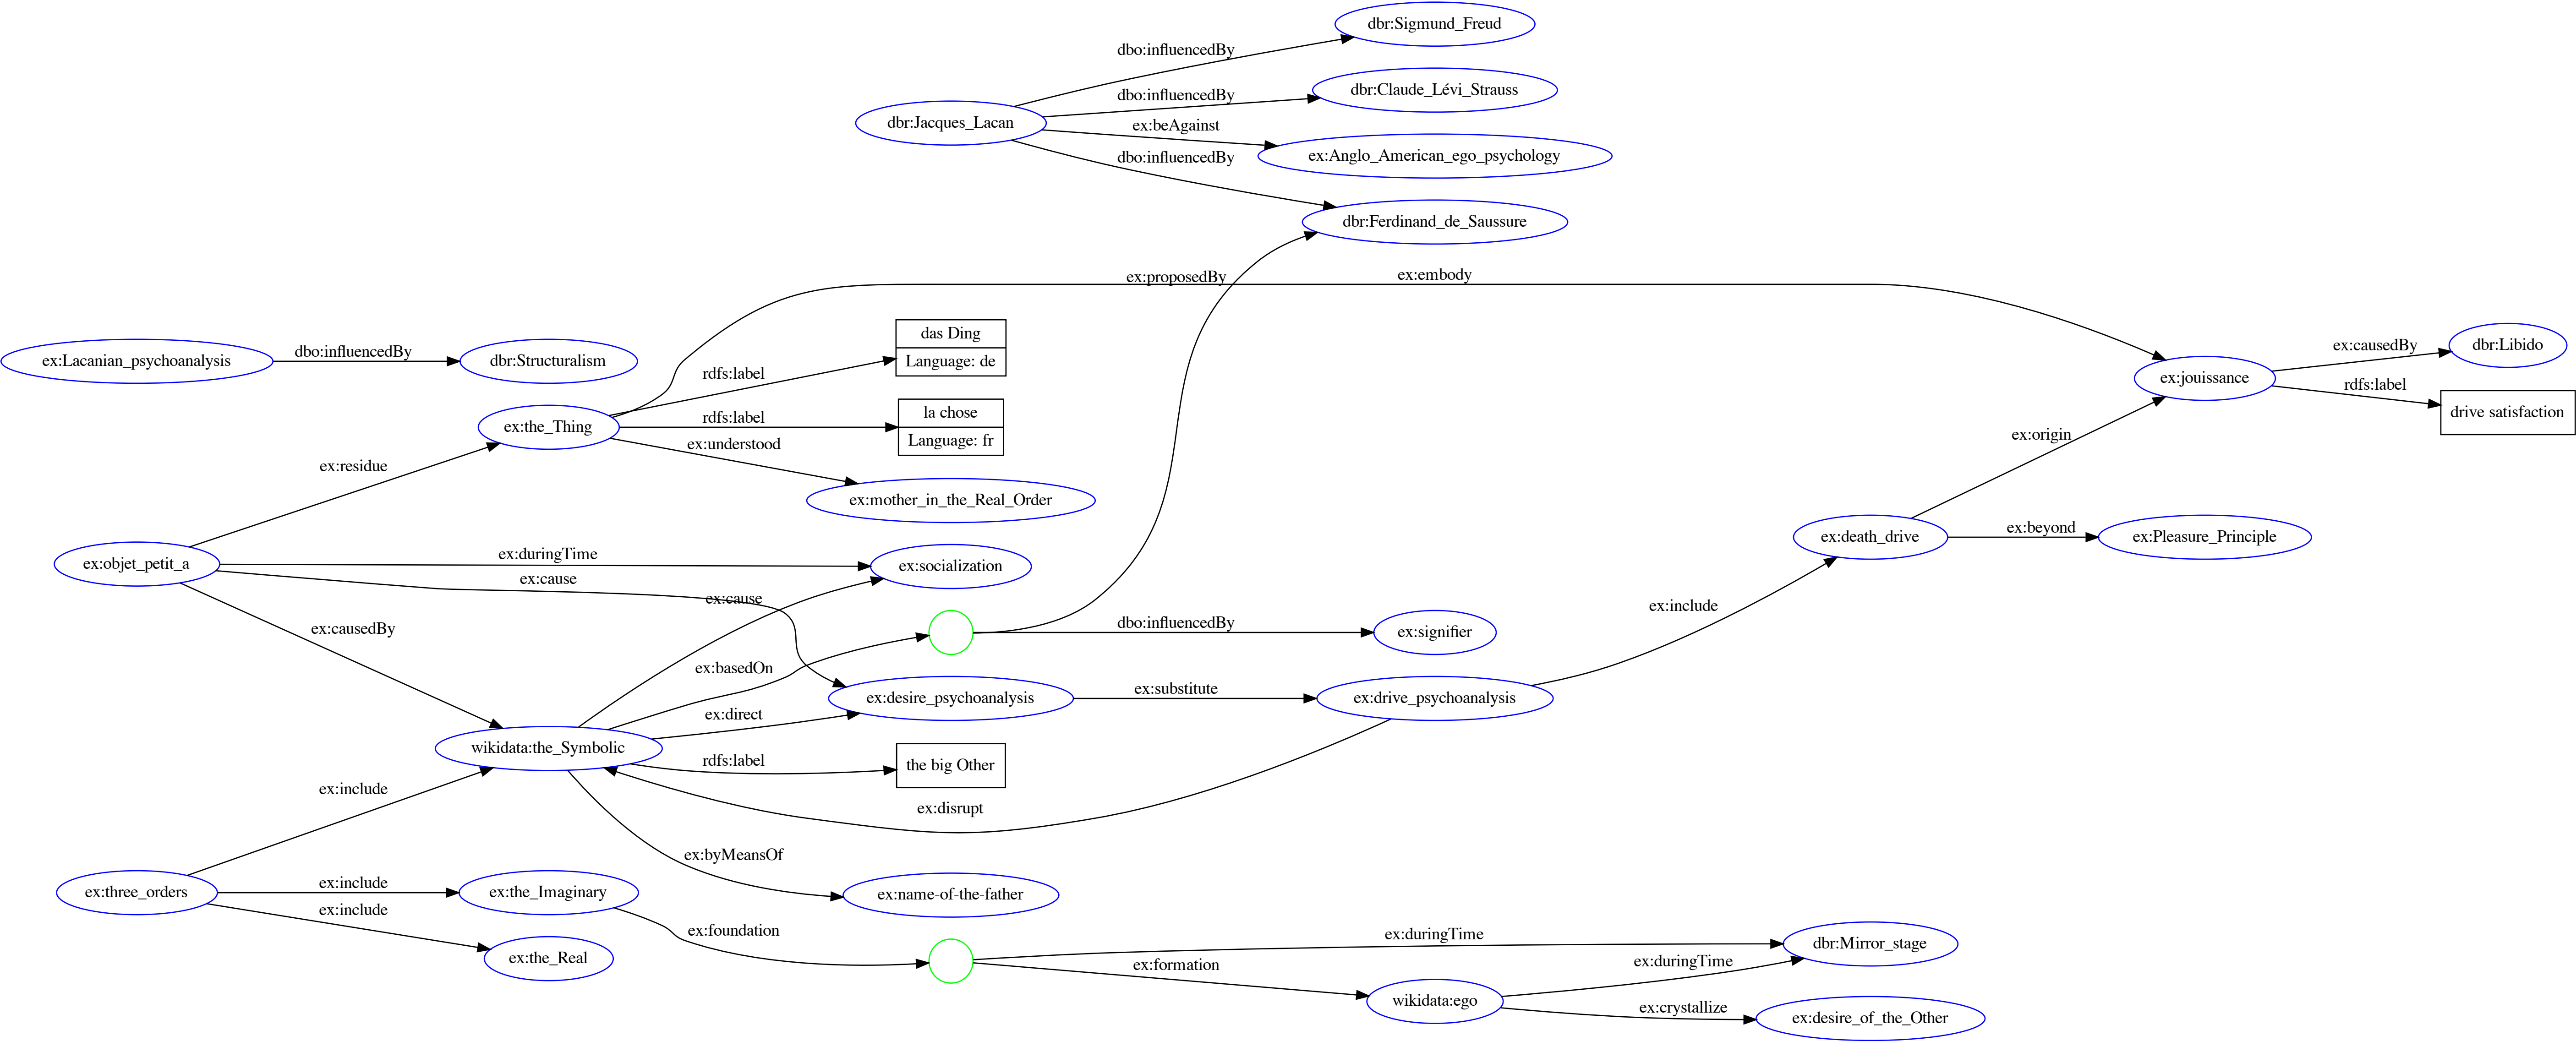 dbr:Sigmund_Freud
dbo:influencedBy
dbr:Claude_Lévi_Strauss
dbo:influencedBy
dbr:Jacques_Lacan
ex:beAgainst
ex:Anglo_American_ego_psychology
dbo:influencedBy
dbr:Ferdinand_de_Saussure
ex:proposedBy
ex:embody
das Ding
Language: de
ex:Lacanian_psychoanalysis
dbo:influencedBy
dbr:Structuralism
ex:causedBy
dbr:Libido
ex:jouissance
rdfs:label
drive satisfaction
rdfs:label
la chose
Language: fr
rdfs:label
ex:the_Thing
ex:understood
ex:origin
ex:residue
ex:mother_in_the_Real_Order
ex:death_drive
ex:beyond
ex:Pleasure_Principle
ex:objet_petit_a
ex:duringTime
ex:socialization
ex:cause
ex:cause
ex:include
ex:causedBy
dbo:influencedBy
ex:signifier
ex:basedOn
ex:desire_psychoanalysis
ex:substitute
ex:drive_psychoanalysis
ex:direct
wikidata:the_Symbolic
rdfs:label
the big Other
ex:include
ex:disrupt
ex:byMeansOf
ex:three_orders
ex:include
ex:the_Imaginary
ex:name-of-the-father
ex:include
ex:foundation
ex:the_Real
ex:duringTime
dbr:Mirror_stage
ex:formation
ex:duringTime
wikidata:ego
ex:crystallize
ex:desire_of_the_Other